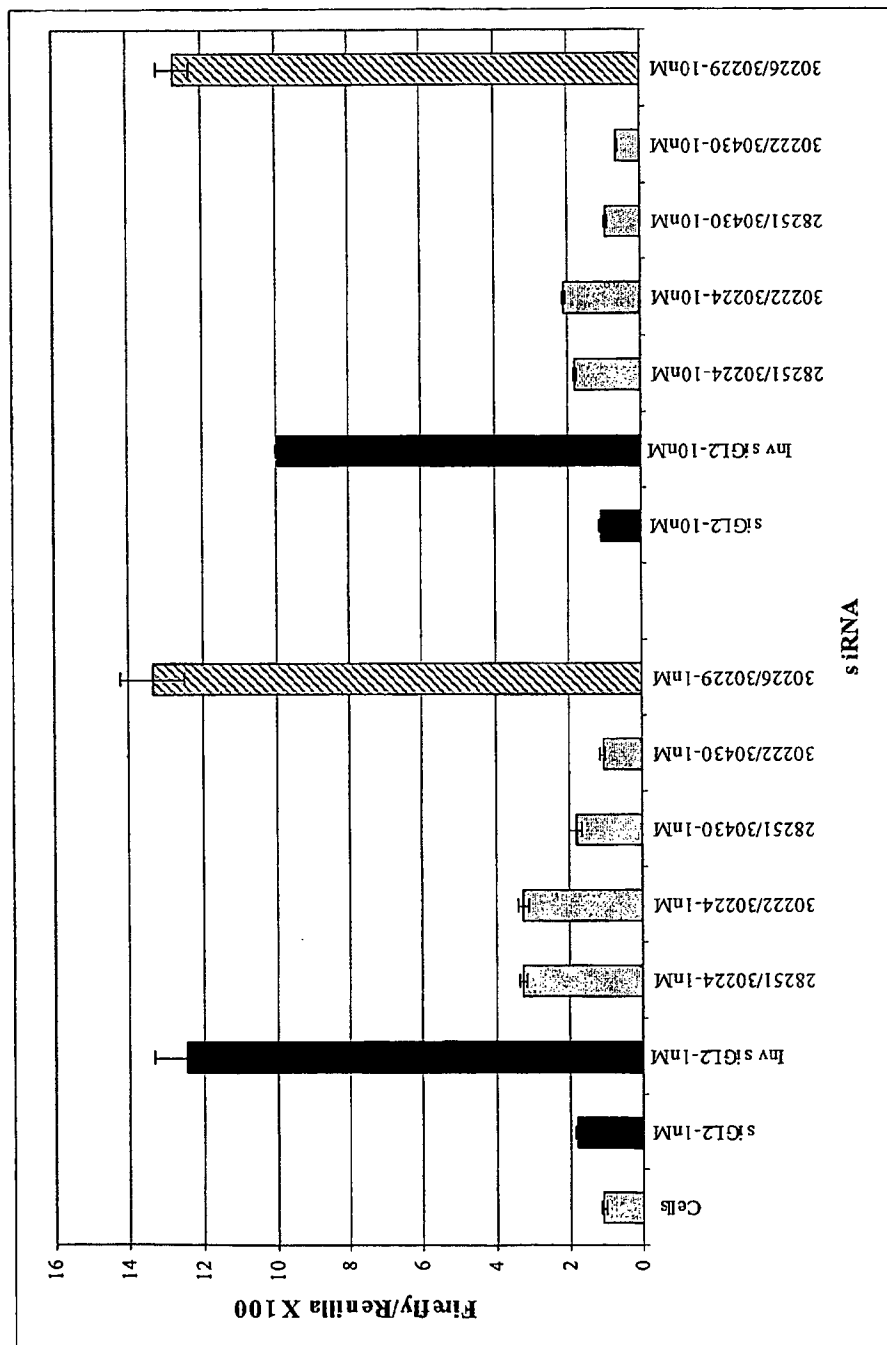 Firefly/Renilla X 100
16
14
12
10
8
6
4
2
0
Cells
siGL2-1nM
Inv siGL2-1nM
28251/30224-1nM
30222/30224-1nM
28251/30430-1nM
30222/30430-1nM
30226/30229-1nM
siGL2-10nM
Inv siGL2-10nM
28251/30224-10nM
30222/30224-10nM
28251/30430-10nM
30222/30430-10nM
30226/30229-10nM
siRNA